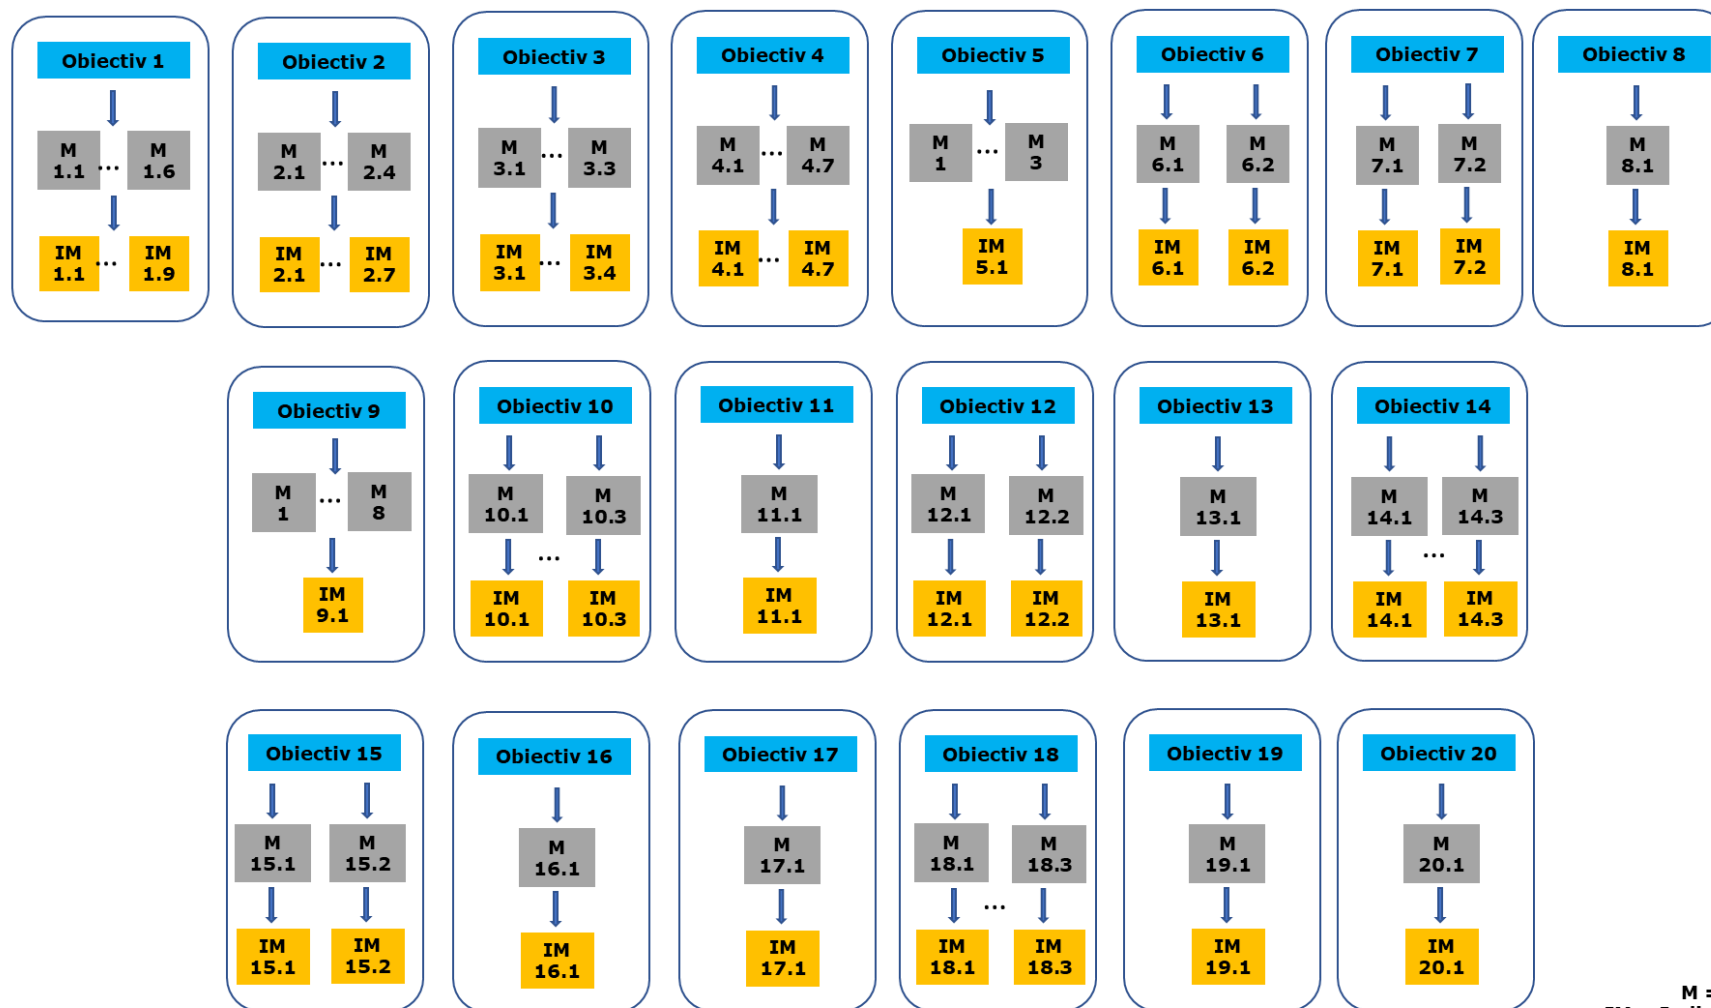 Obiectiv 1
M 1.1 ... M 1.6
IM 1.1 ... IM 1.9
Obiectiv 2
M 2.1 ... M 2.4
IM 2.1 ... IM 2.7
Obiectiv 3
M 3.1 ... M 3.3
IM 3.1 ... IM 3.4
Obiectiv 4
M 4.1 ... M 4.7
IM 4.1 ... IM 4.7
Obiectiv 5
M 1 ... M 3
IM 5.1
Obiectiv 6
M 6.1 M 6.2
IM 6.1 IM 6.2
Obiectiv 7
M 7.1 M 7.2
IM 7.1 IM 7.2
Obiectiv 8
M 8.1
IM 8.1
Obiectiv 9
M 1 ... M 8
IM 9.1
Obiectiv 10
M 10.1 M 10.3
...
IM 10.1 IM 10.3
Obiectiv 11
M 11.1
IM 11.1
Obiectiv 12
M 12.1 M 12.2
IM 12.1 IM 12.2
Obiectiv 13
M 13.1
IM 13.1
Obiectiv 14
M 14.1 M 14.3
...
IM 14.1 IM 14.3
Obiectiv 15
M 15.1 M 15.2
IM 15.1 IM 15.2
Obiectiv 16
M 16.1
IM 16.1
Obiectiv 17
M 17.1
IM 17.1
Obiectiv 18
M 18.1 M 18.3
...
IM 18.1 IM 18.3
Obiectiv 19
M 19.1
IM 19.1
Obiectiv 20
M 20.1
IM 20.1
M =